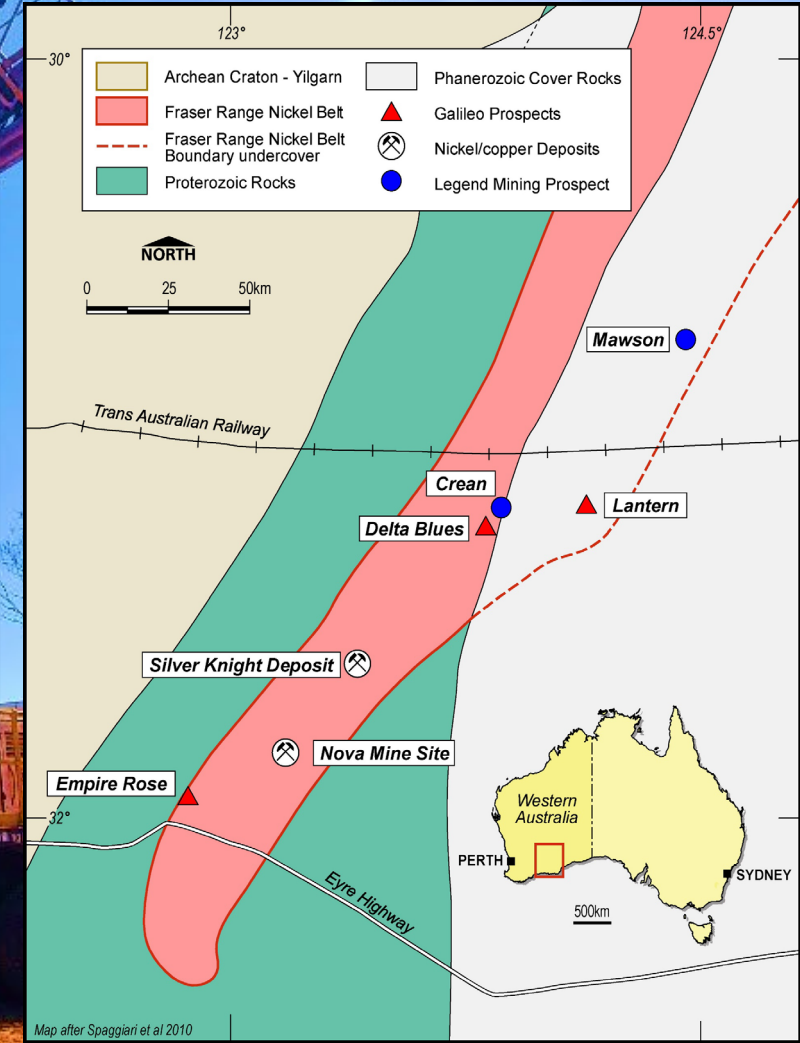 123°
124.5°
30°
Archean Craton - Yilgarn
Fraser Range Nickel Belt
Fraser Range Nickel Belt
Boundary undercover
Proterozoic Rocks
Phanerozoic Cover Rocks
Galileo Prospects
Nickel/copper Deposits
Legend Mining Prospect
NORTH
0 25 50km
Mawson
Trans Australian Railway
Crean
Lantern
Delta Blues
Silver Knight Deposit
Nova Mine Site
Empire Rose
32°
Eyre Highway
Western
Australia
PERTH
SYDNEY
500km
Map after Spaggiari et al 2010